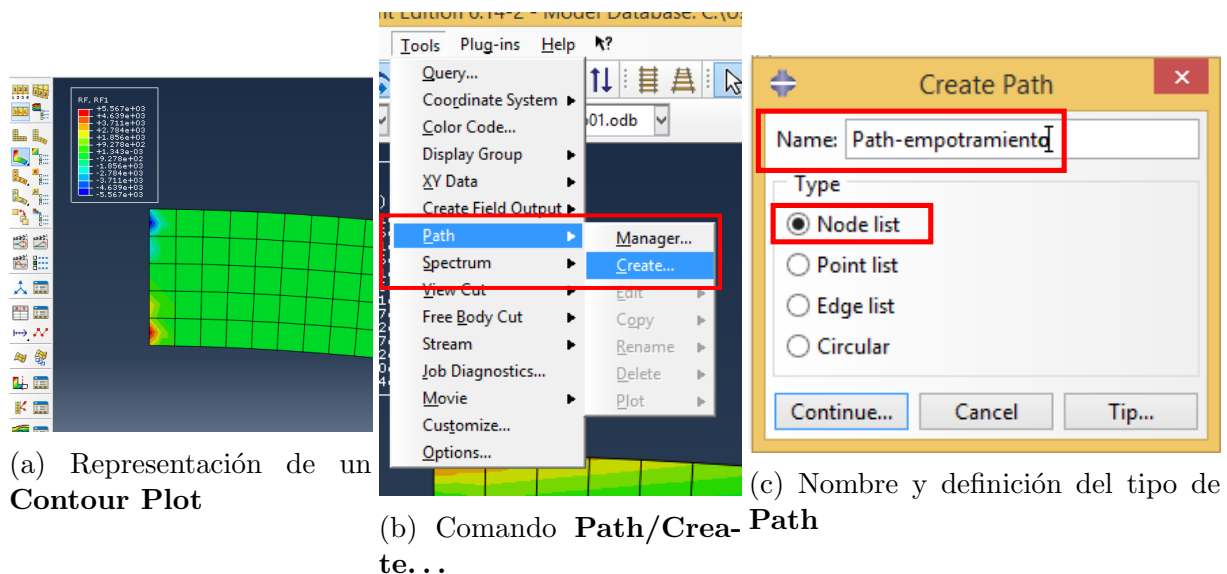 RF, RF1
+5.567e+03
+4.639e+03
+3.711e+03
+2.784e+03
+1.856e+03
+9.278e+02
+1.343e-03
-9.278e+02
-1.856e+03
-2.784e+03
-3.711e+03
-4.639e+03
-5.567e+03
(a) Representación de un
Contour Plot
nt Edition 6.14-2 - Model Database: C:\Us
Tools Plug-ins Help
01.odb
Query...
Coordinate System
Color Code...
Display Group
XY Data
Create Field Output
Path
Spectrum
View Cut
Free Body Cut
Stream
Job Diagnostics...
Movie
Customize...
Options...
Manager...
Create...
Edit
Copy
Rename
Delete
Plot
(b) Comando Path/Crea-
te...
Create Path
Name: Path-empotramiento
Type
Node list
Point list
Edge list
Circular
Continue... Cancel Tip...
(c) Nombre y definición del tipo de
Path